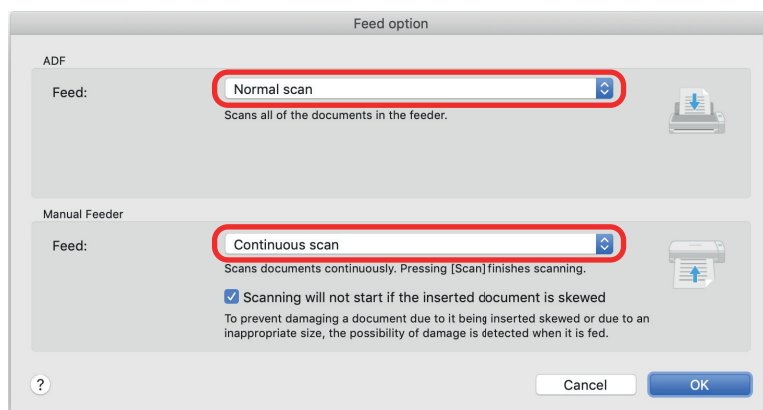 Feed option
ADF
Feed:
Normal scan
Scans all of the documents in the feeder.
Manual Feeder
Feed:
Continuous scan
Scans documents continuously. Pressing [Scan] finishes scanning.
Scanning will not start if the inserted document is skewed
To prevent damaging a document due to it being inserted skewed or due to an
inappropriate size, the possibility of damage is detected when it is fed.
?
Cancel
OK